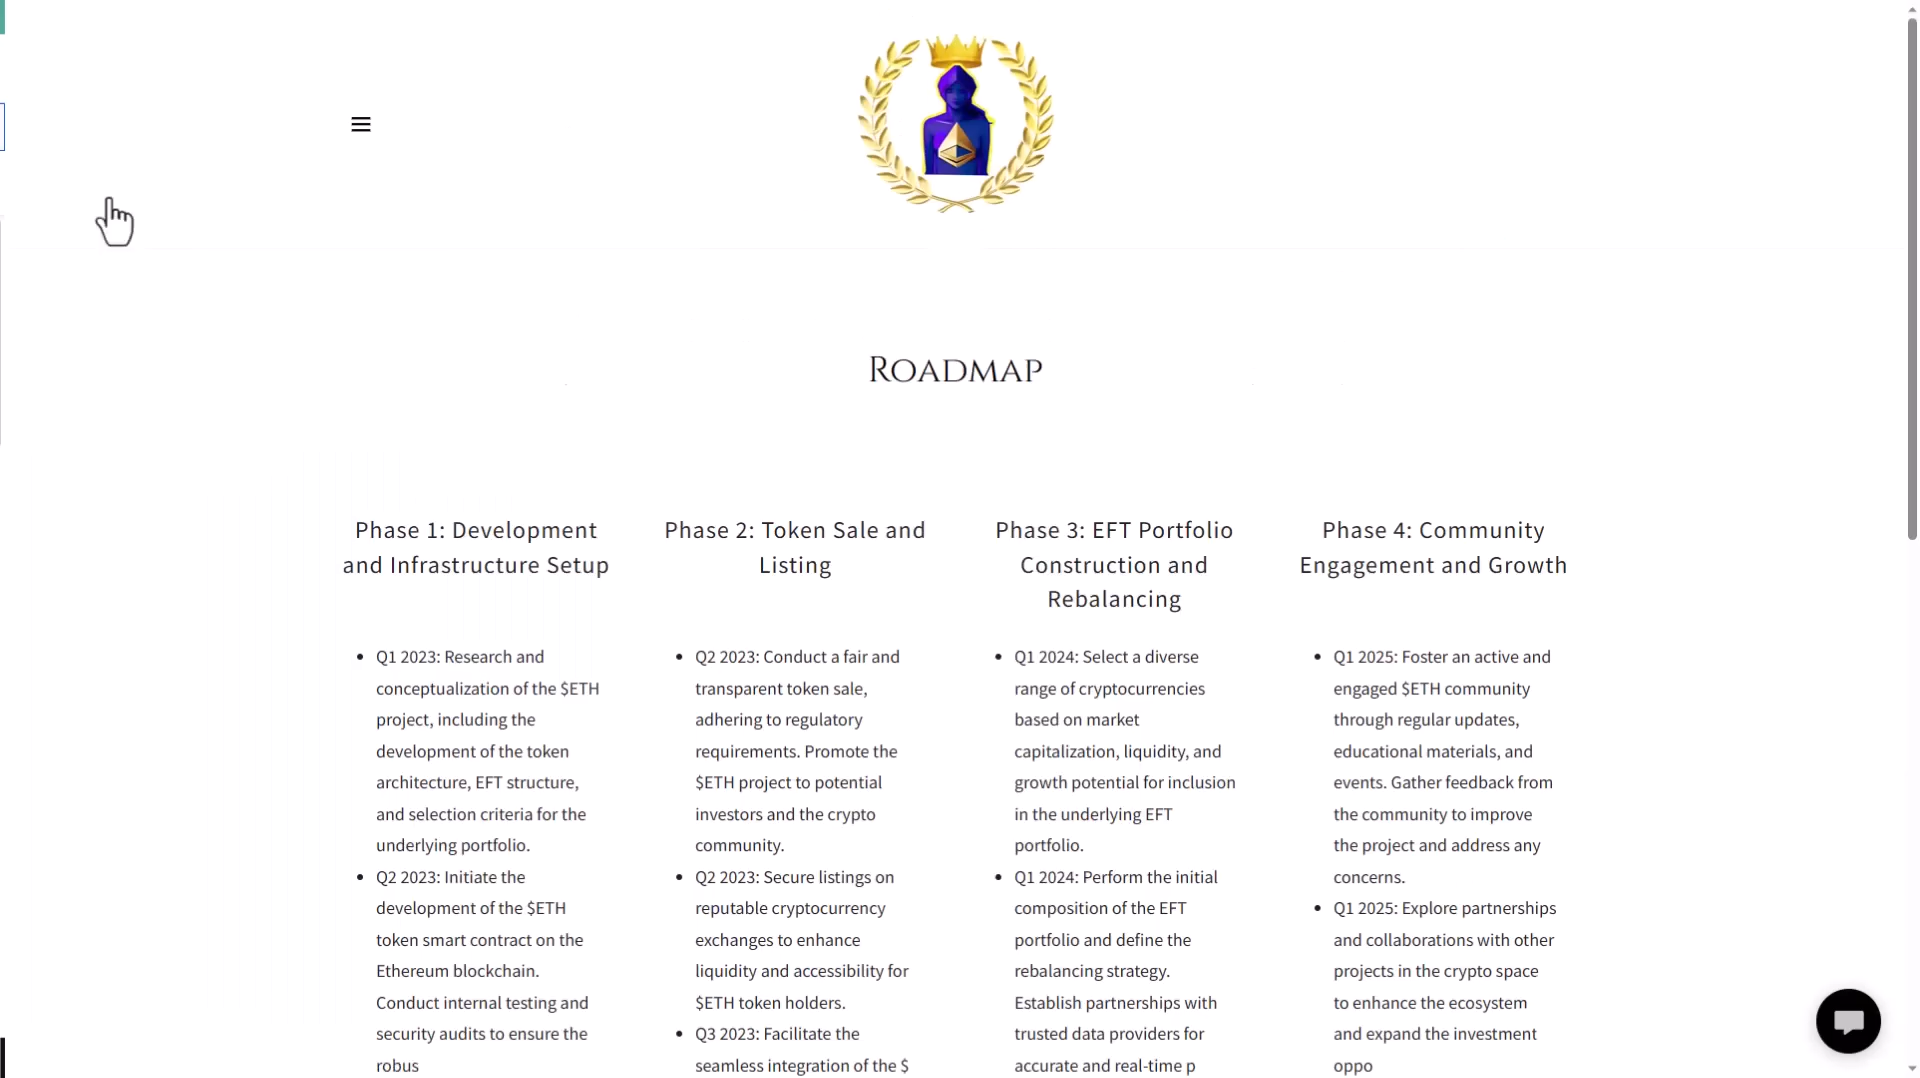 Roadmap
Phase 1: Development
and Infrastructure Setup
Q1 2023: Research and
conceptualization of the $ETH
project, including the
development of the token
architecture, EFT structure,
and selection criteria for the
underlying portfolio.
Q2 2023: Initiate the
development of the $ETH
token smart contract on the
Ethereum blockchain.
Conduct internal testing and
security audits to ensure the
robus
Phase 2: Token Sale and
Listing
Q2 2023: Conduct a fair and
transparent token sale,
adhering to regulatory
requirements. Promote the
$ETH project to potential
investors and the crypto
community.
Q2 2023: Secure listings on
reputable cryptocurrency
exchanges to enhance
liquidity and accessibility for
$ETH token holders.
Q3 2023: Facilitate the
seamless integration of the $
Phase 3: EFT Portfolio
Construction and
Rebalancing
Q1 2024: Select a diverse
range of cryptocurrencies
based on market
capitalization, liquidity, and
growth potential for inclusion
in the underlying EFT
portfolio.
Q1 2024: Perform the initial
composition of the EFT
portfolio and define the
rebalancing strategy.
Establish partnerships with
trusted data providers for
accurate and real-time p
Phase 4: Community
Engagement and Growth
Q1 2025: Foster an active and
engaged $ETH community
through regular updates,
educational materials, and
events. Gather feedback from
the community to improve
the project and address any
concerns.
Q1 2025: Explore partnerships
and collaborations with other
projects in the crypto space
to enhance the ecosystem
and expand the investment
oppo